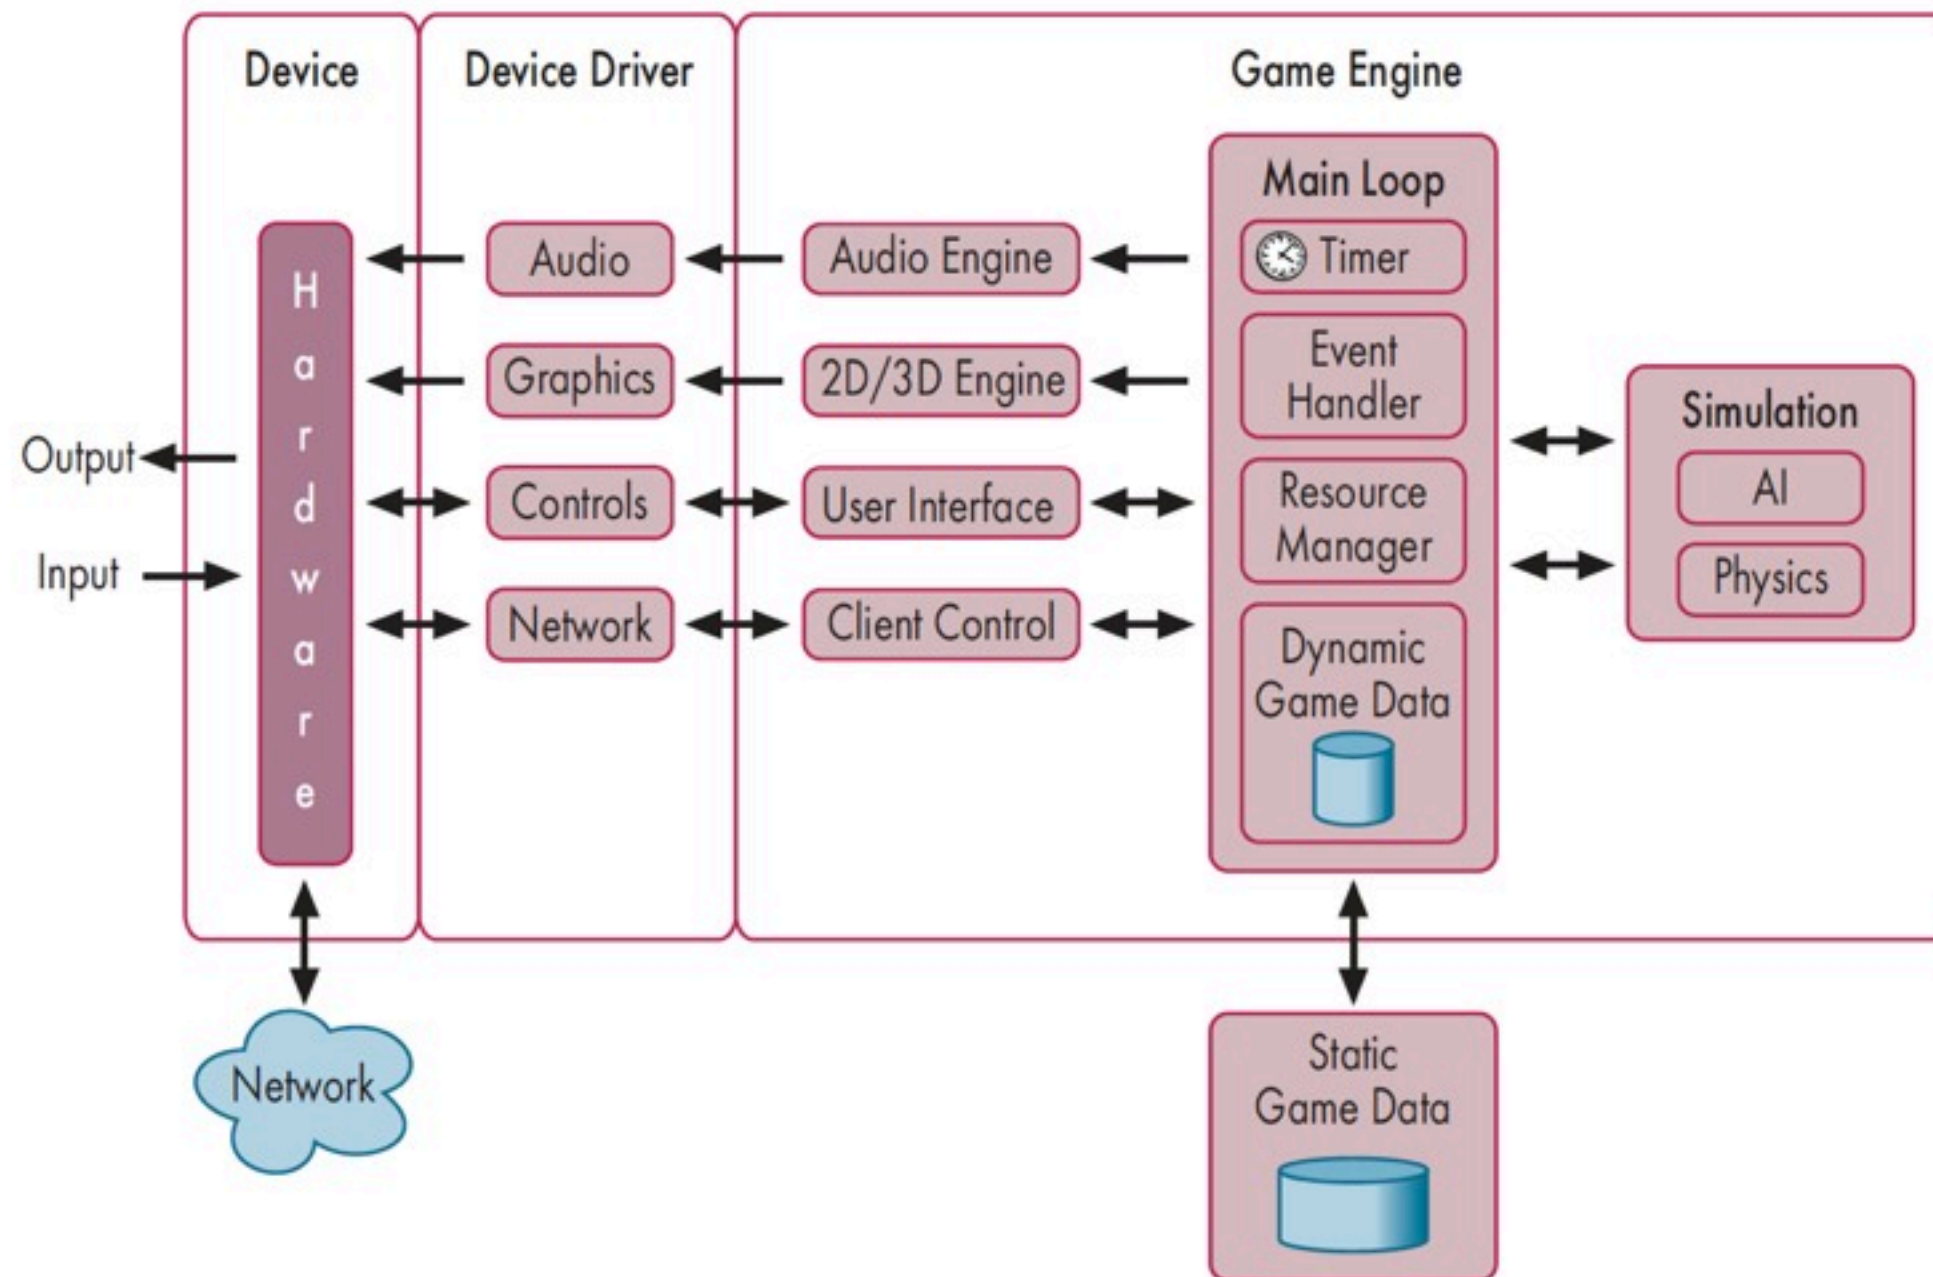 Device
Device Driver
Game Engine
Main Loop
Timer
Event
Handler
Resource
Manager
Dynamic
Game Data
Audio
Audio Engine
Graphics
2D/3D Engine
Controls
User Interface
Network
Client Control
Hardware
Output
Input
Simulation
AI
Physics
Network
Static
Game Data